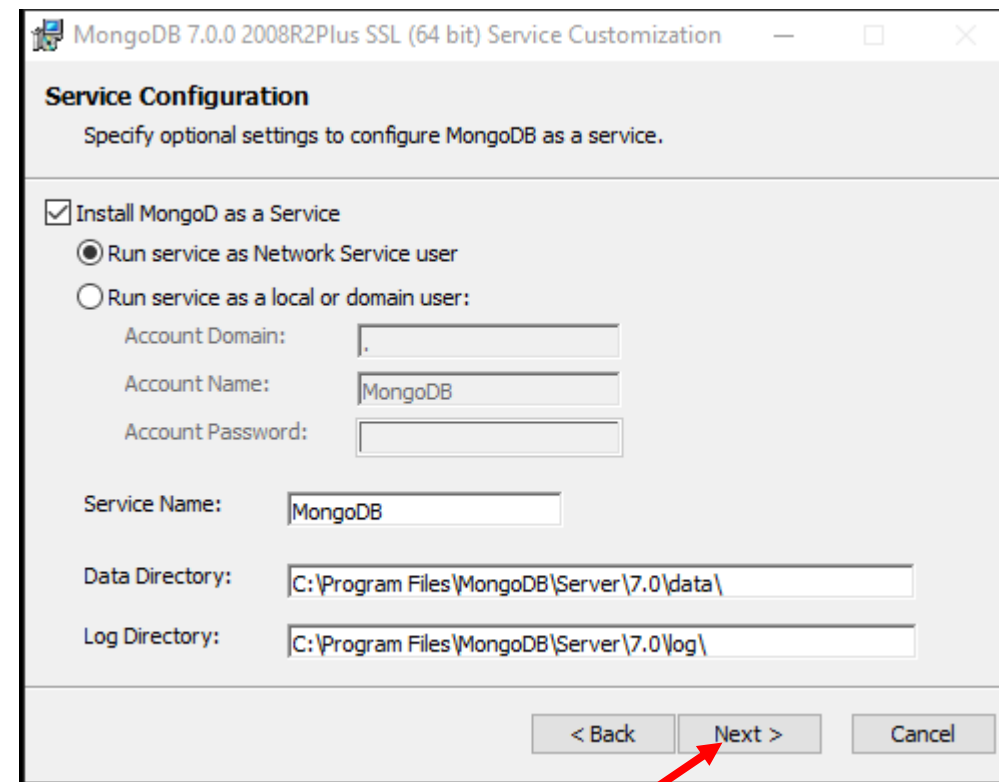 MongoDB 7.0.0 2008R2Plus SSL (64 bit) Service Customization
Service Configuration
Specify optional settings to configure MongoDB as a service.
Install MongoD as a Service
Run service as Network Service user
Run service as a local or domain user:
Account Domain: .
Account Name: MongoDB
Account Password:
Service Name: MongoDB
Data Directory: C:\Program Files\MongoDB\Server\7.0\data\
Log Directory: C:\Program Files\MongoDB\Server\7.0\log\
< Back Next > Cancel